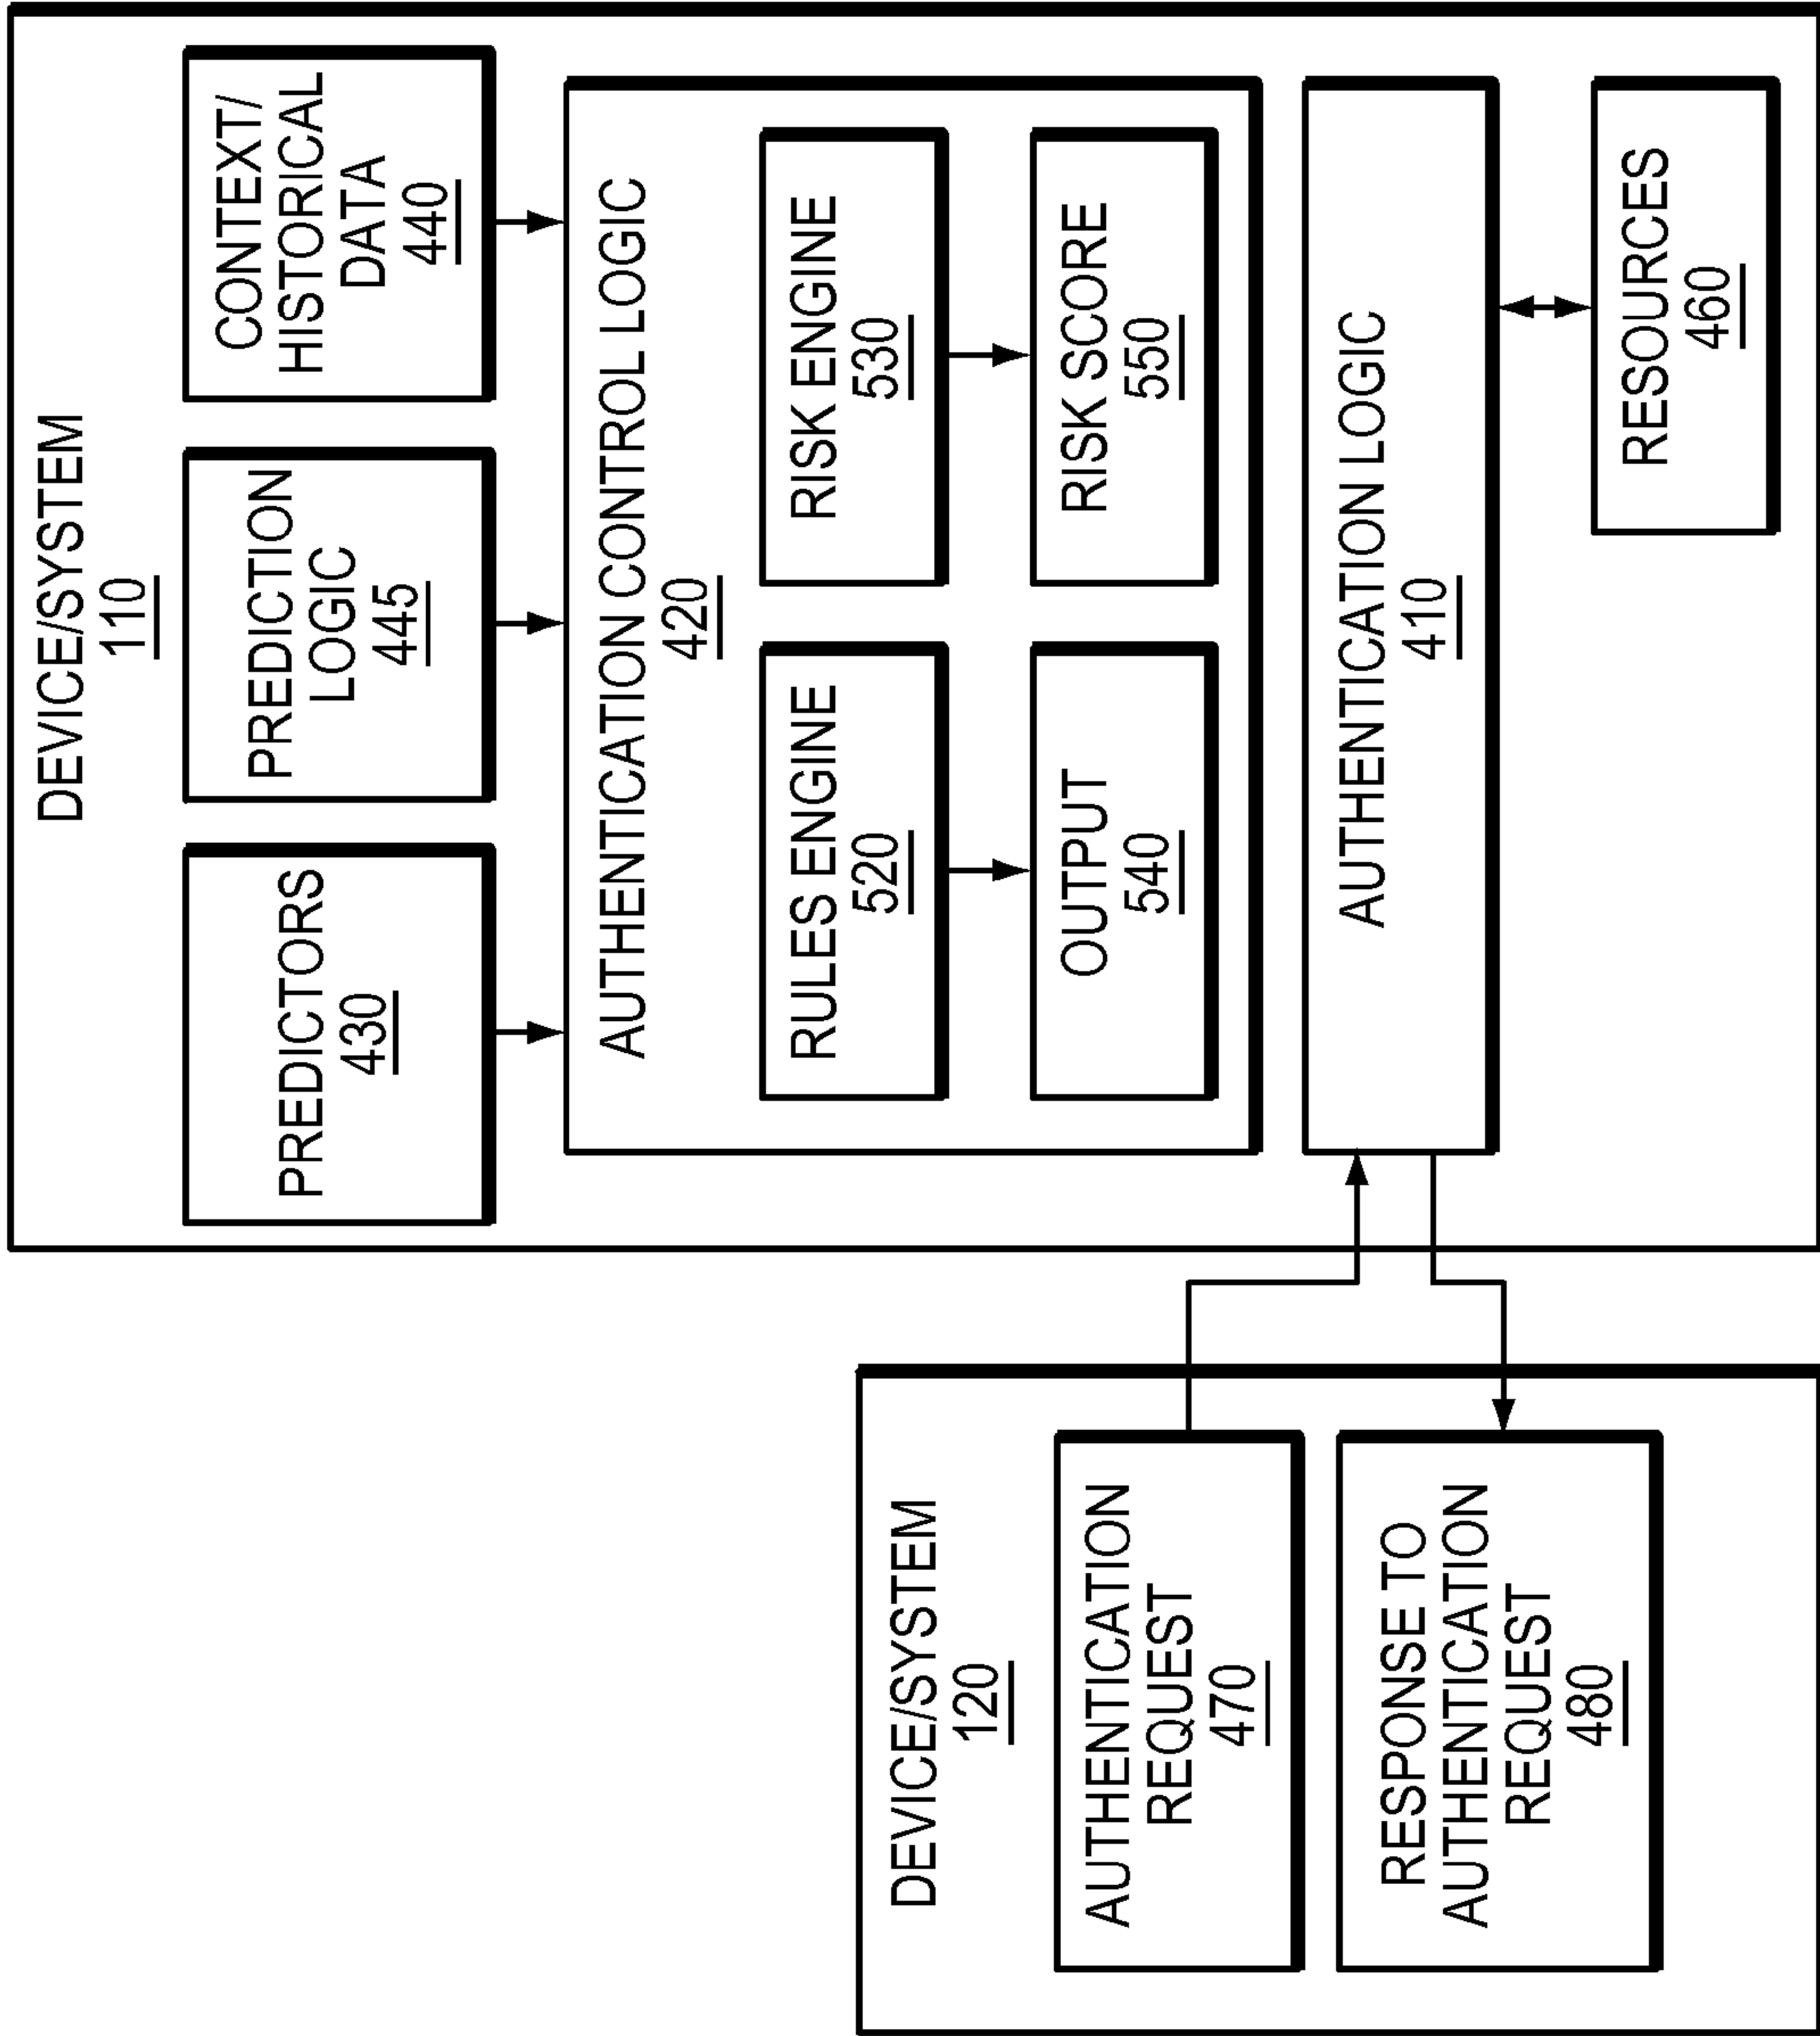 DEVICE/SYSTEM
120
AUTHENTICATION
REQUEST
470
RESPONSE TO
AUTHENTICATION
REQUEST
480
DEVICE/SYSTEM
110
PREDICTORS
430
PREDICTION
LOGIC
445
CONTEXT/
HISTORICAL
DATA
440
AUTHENTICATION CONTROL LOGIC
420
RULES ENGINE
520
RISK ENGINE
530
OUTPUT
540
RISK SCORE
550
AUTHENTICATION LOGIC
410
RESOURCES
460